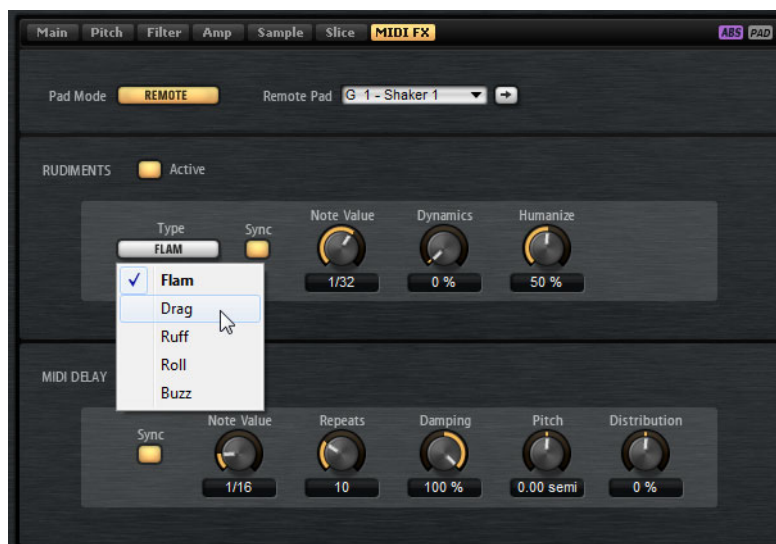 Main Pitch Filter Amp Sample Slice MIDI FX ABS PAD
Pad Mode REMOTE Remote Pad G 1 - Shaker 1
RUDIMENTS Active
Note Value Dynamics Humanize
Type Sync
FLAM
1/32 0 % 50 %
Flam
Drag
Ruff
Roll
Buzz
MIDI DELAY
Note Value Repeats Damping Pitch Distribution
Sync
1/16 10 100 % 0.00 semi 0 %